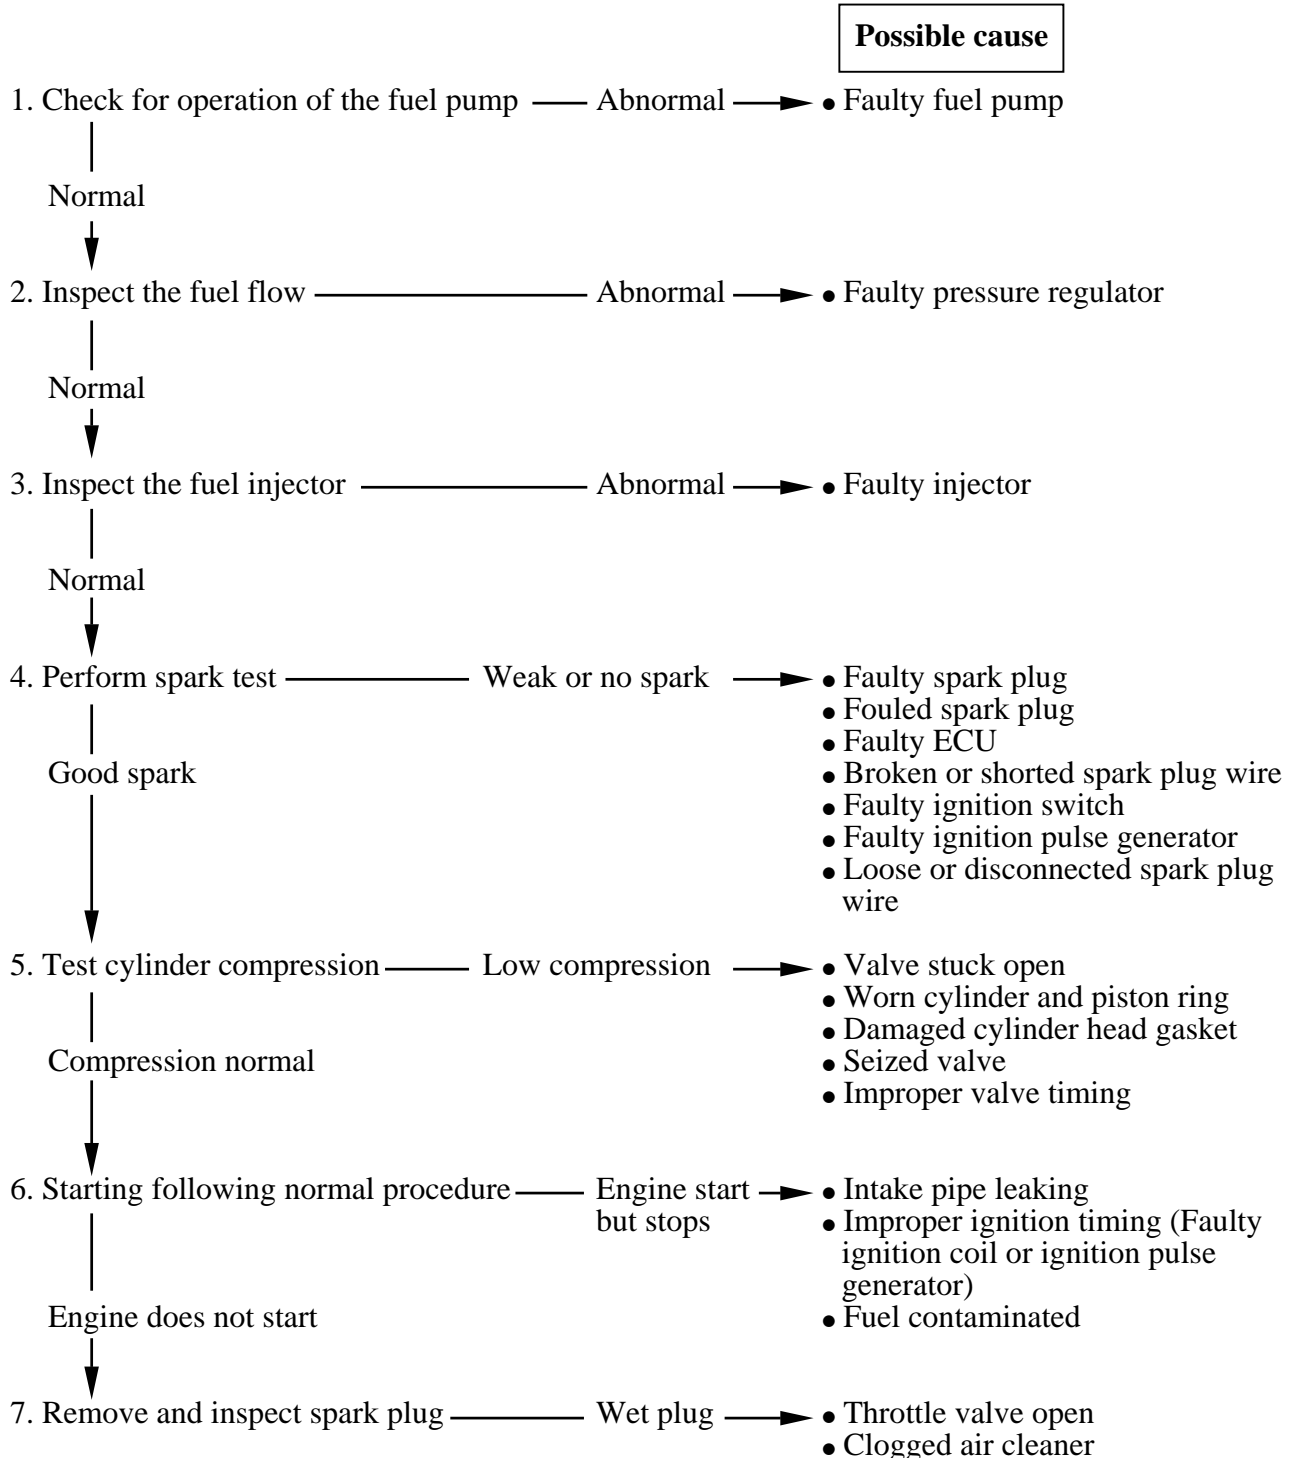 Possible cause
1. Check for operation of the fuel pump Abnormal ● Faulty fuel pump
Normal
2. Inspect the fuel flow Abnormal ● Faulty pressure regulator
Normal
3. Inspect the fuel injector Abnormal ● Faulty injector
Normal
4. Perform spark test Weak or no spark ● Faulty spark plug
● Fouled spark plug
● Faulty ECU
Good spark ● Broken or shorted spark plug wire
● Faulty ignition switch
● Faulty ignition pulse generator
● Loose or disconnected spark plug
wire
5. Test cylinder compression Low compression ● Valve stuck open
● Worn cylinder and piston ring
● Damaged cylinder head gasket
Compression normal ● Seized valve
● Improper valve timing
6. Starting following normal procedure Engine start ● Intake pipe leaking
but stops ● Improper ignition timing (Faulty
ignition coil or ignition pulse
generator)
Engine does not start ● Fuel contaminated
7. Remove and inspect spark plug Wet plug ● Throttle valve open
● Clogged air cleaner